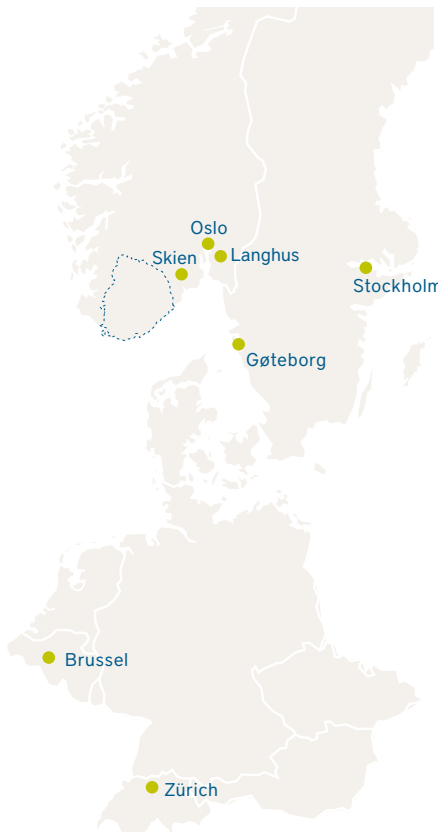 Oslo
Skien
Langhus
Stockholm
Gøteborg
Brussel
Zürich